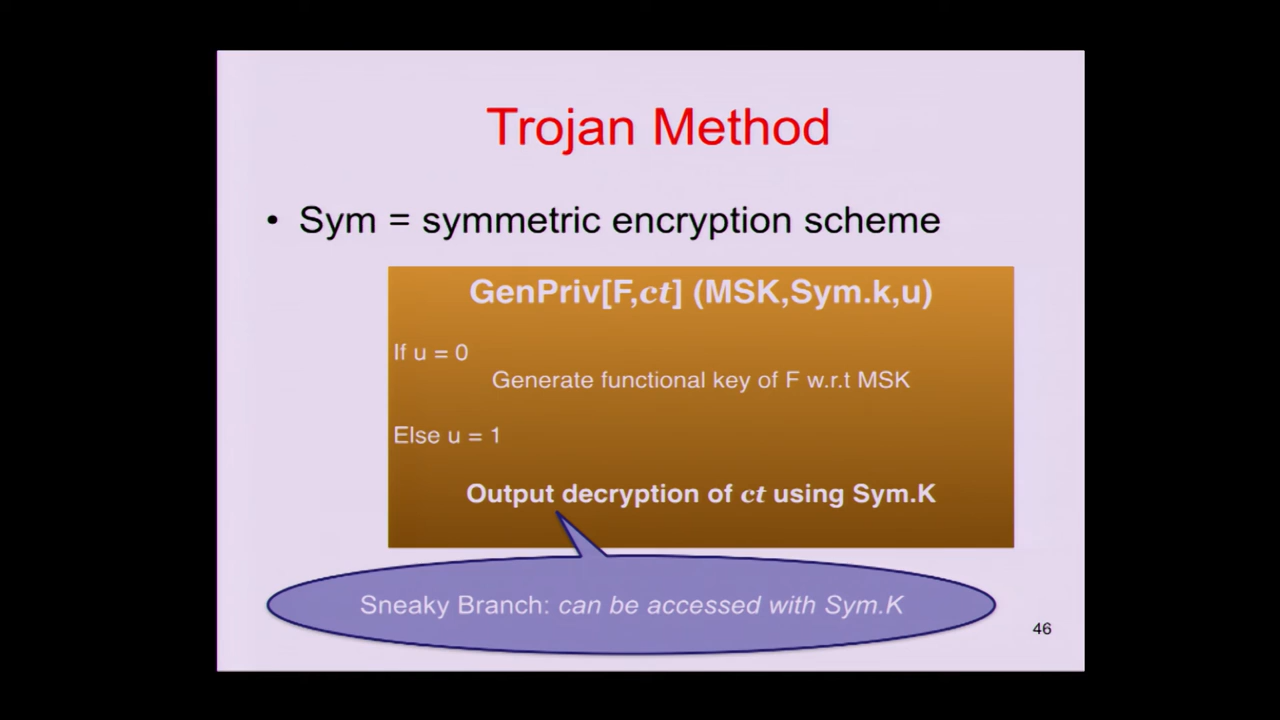 Trojan Method
• Sym = symmetric encryption scheme
GenPriv[F,ct] (MSK,Sym.k,u)
If u = 0
Generate functional key of F w.r.t MSK
Else u = 1
Output decryption of ct using Sym.K
Sneaky Branch: can be accessed with Sym.K
46